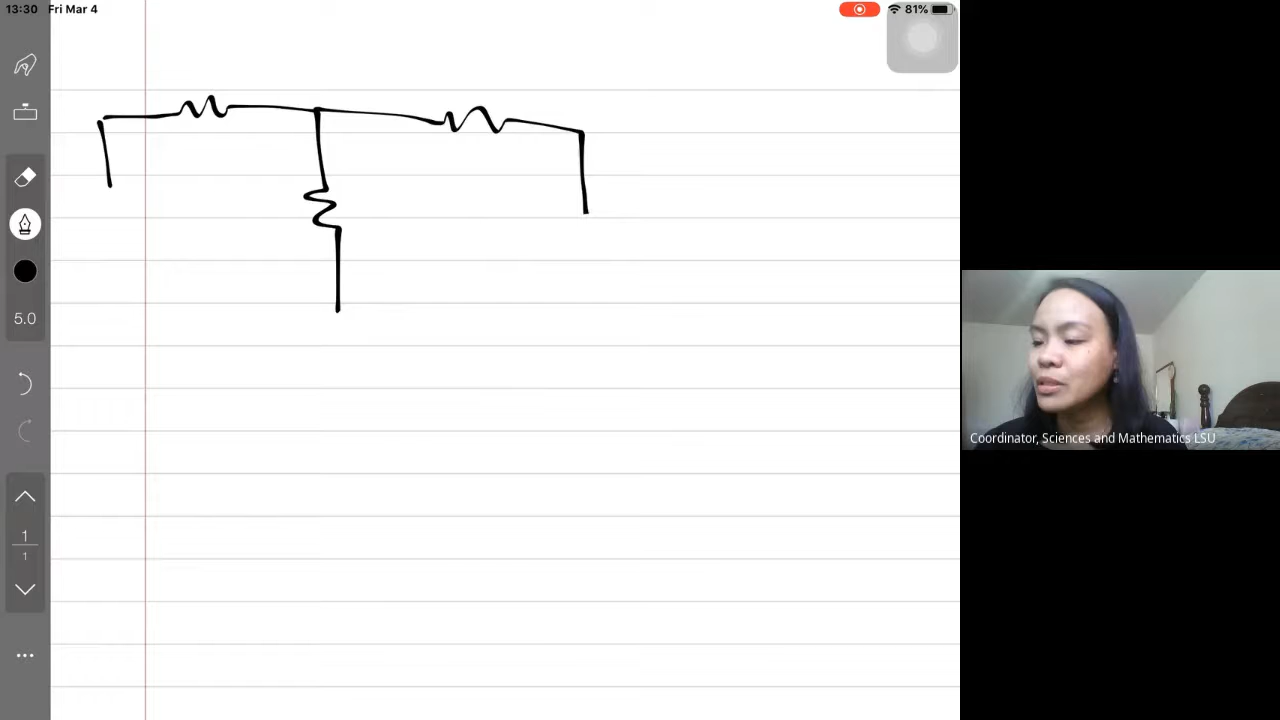 13:30 Fri Mar 4
81%
5.0
1
1
Coordinator, Sciences and Mathematics LSU